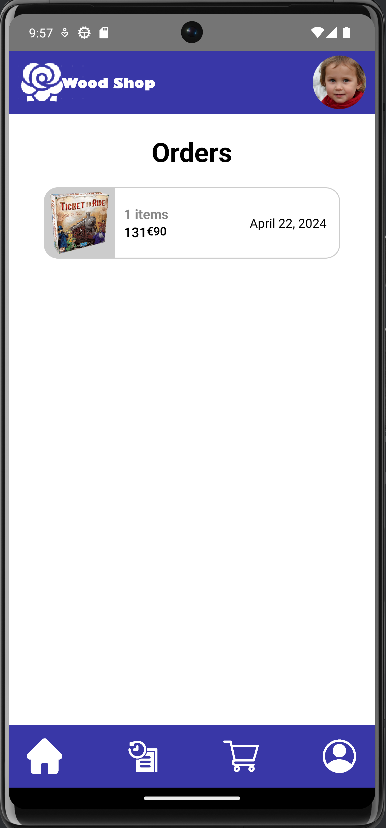 9:57
Wood Shop
Orders
TICKET TO RIDE
1 items
131€90
April 22, 2024